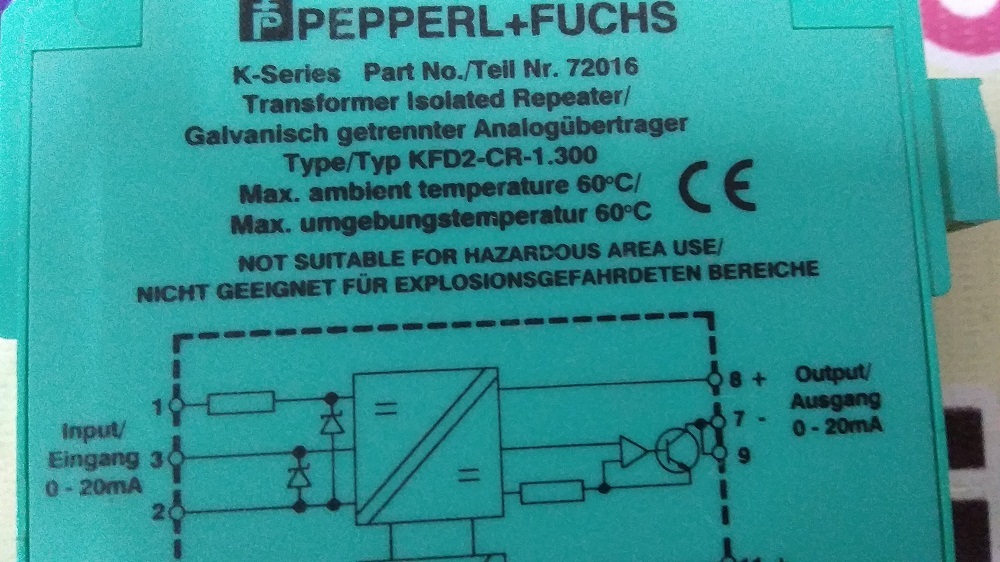 PEPPERL+FUCHS
K-Series Part No./Teil Nr. 72016
Transformer Isolated Repeater/
Galvanisch getrennter Analogübertrager
Type/Typ KFD2-CR-1.300
Max. ambient temperature 60°C/
Max. umgebungstemperatur 60°C
CE
NOT SUITABLE FOR HAZARDOUS AREA USE/
NICHT GEEIGNET FÜR EXPLOSIONSGEFAHRDETEN BEREICHE
1
Input/
Eingang 3
0 - 20mA
2
8 + Output/
7 - Ausgang
0 - 20mA
9